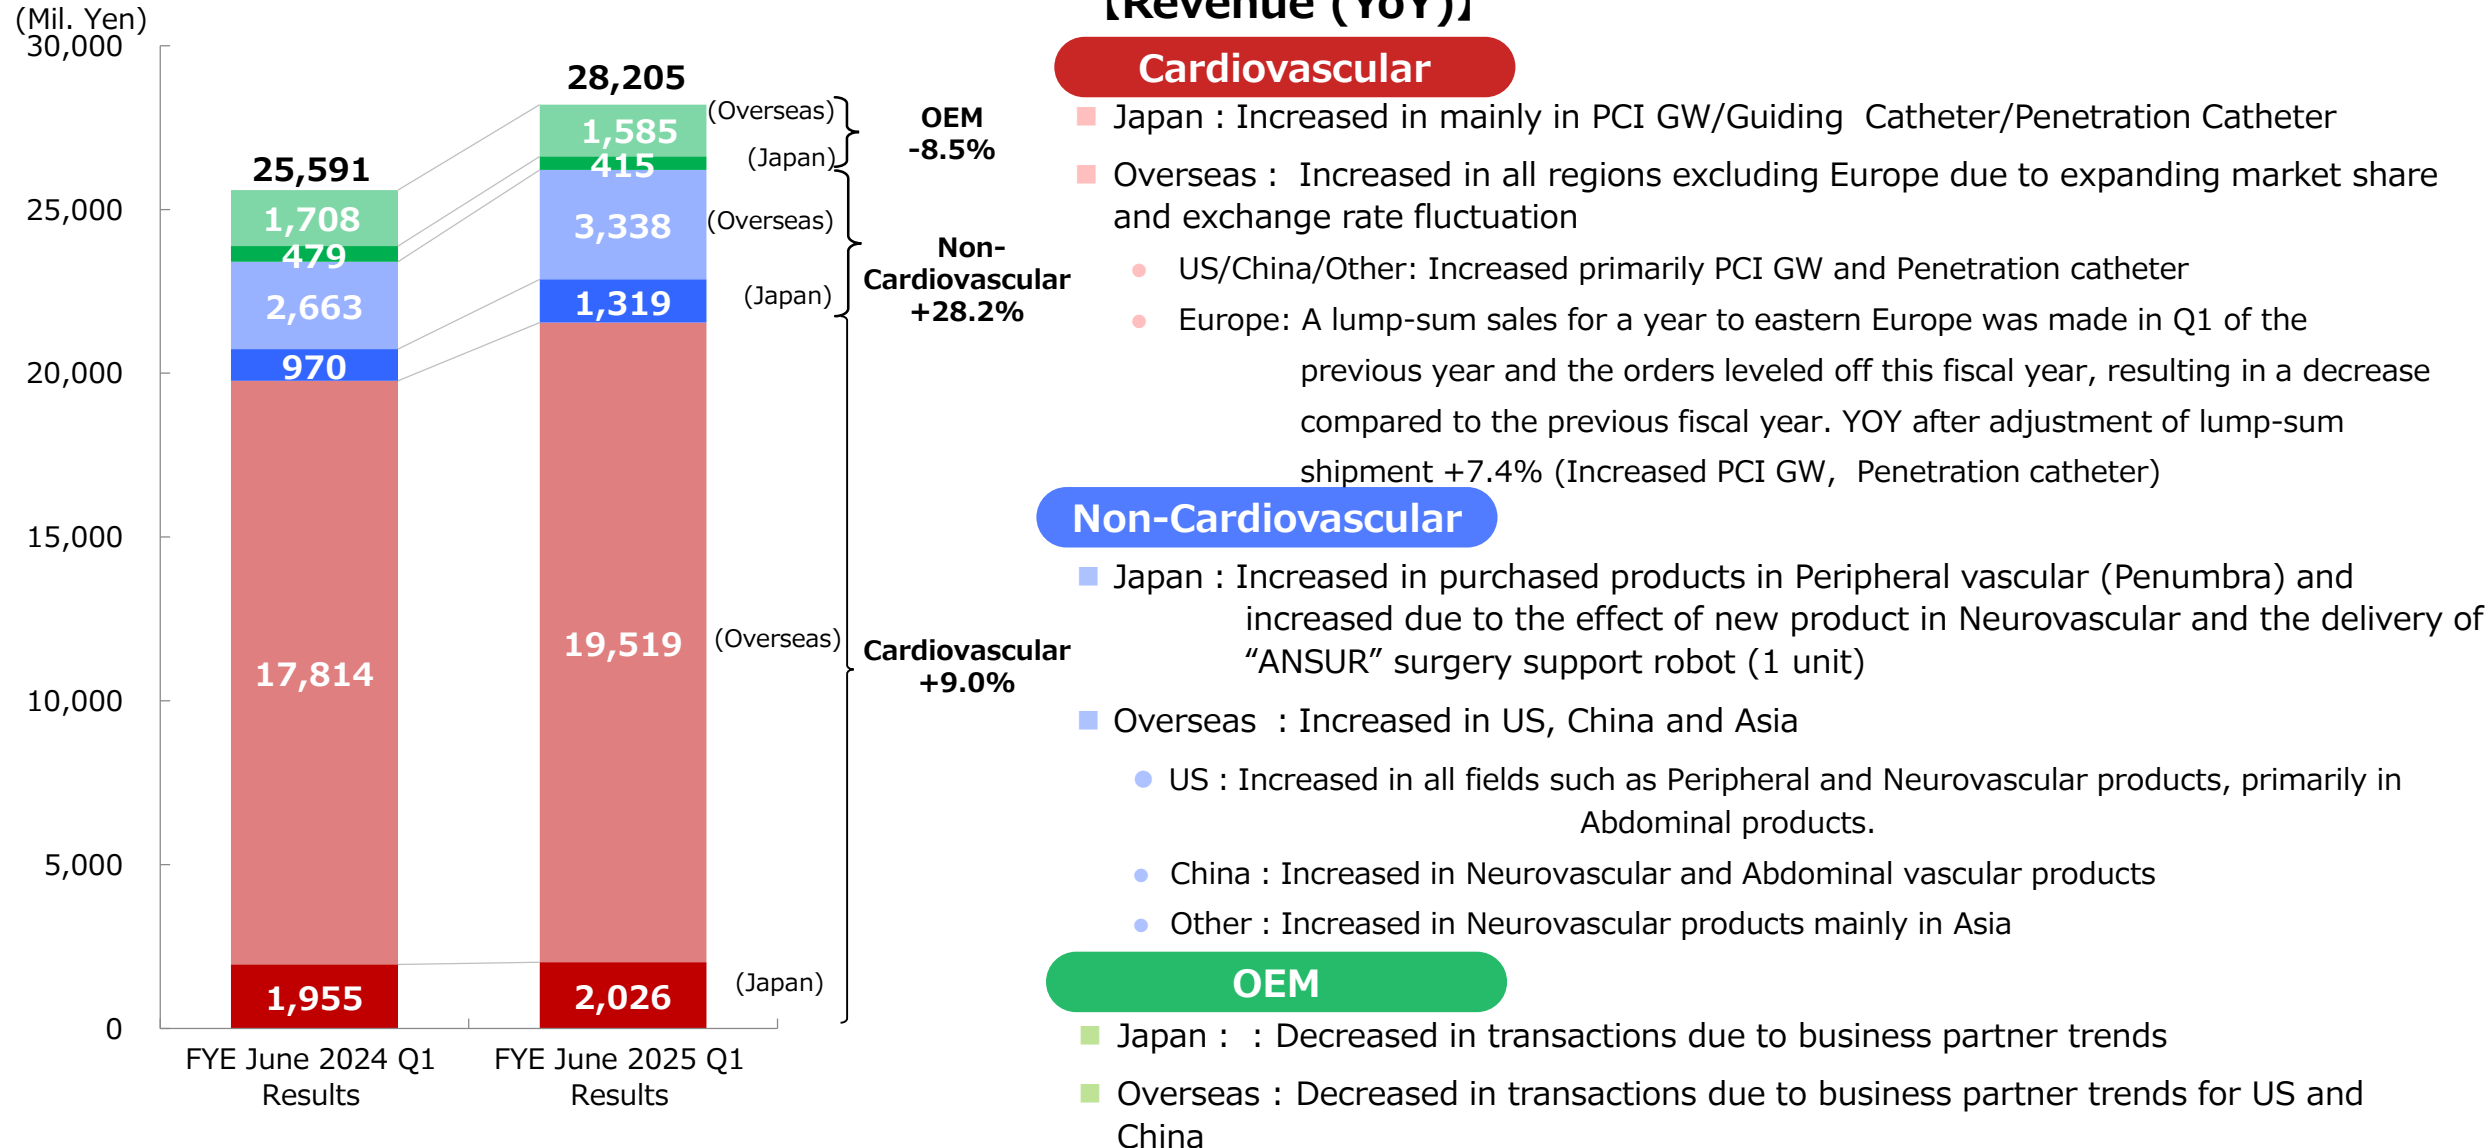 (Mil. Yen)
30,000
25,000
20,000
15,000
10,000
5,000
0
25,591
1,708
479
2,663
970
17,814
1,955
FYE June 2024 Q1
Results
28,205
1,585
415
3,338
1,319
19,519
2,026
FYE June 2025 Q1
Results
(Overseas)
(Japan)
(Overseas)
(Japan)
(Overseas)
(Japan)
OEM
-8.5%
Non-
Cardiovascular
+28.2%
Cardiovascular
+9.0%
【Revenue (YoY)】
Cardiovascular
Japan : Increased in mainly in PCI GW/Guiding  Catheter/Penetration Catheter
Overseas :  Increased in all regions excluding Europe due to expanding market share
and exchange rate fluctuation
US/China/Other: Increased primarily PCI GW and Penetration catheter
Europe: A lump-sum sales for a year to eastern Europe was made in Q1 of the
previous year and the orders leveled off this fiscal year, resulting in a decrease
compared to the previous fiscal year. YOY after adjustment of lump-sum
shipment +7.4% (Increased PCI GW,  Penetration catheter)
Non-Cardiovascular
Japan : Increased in purchased products in Peripheral vascular (Penumbra) and
increased due to the effect of new product in Neurovascular and the delivery of
“ANSUR” surgery support robot (1 unit)
Overseas  : Increased in US, China and Asia
US : Increased in all fields such as Peripheral and Neurovascular products, primarily in
Abdominal products.
China : Increased in Neurovascular and Abdominal vascular products
Other : Increased in Neurovascular products mainly in Asia
OEM
Japan :  : Decreased in transactions due to business partner trends
Overseas : Decreased in transactions due to business partner trends for US and
China